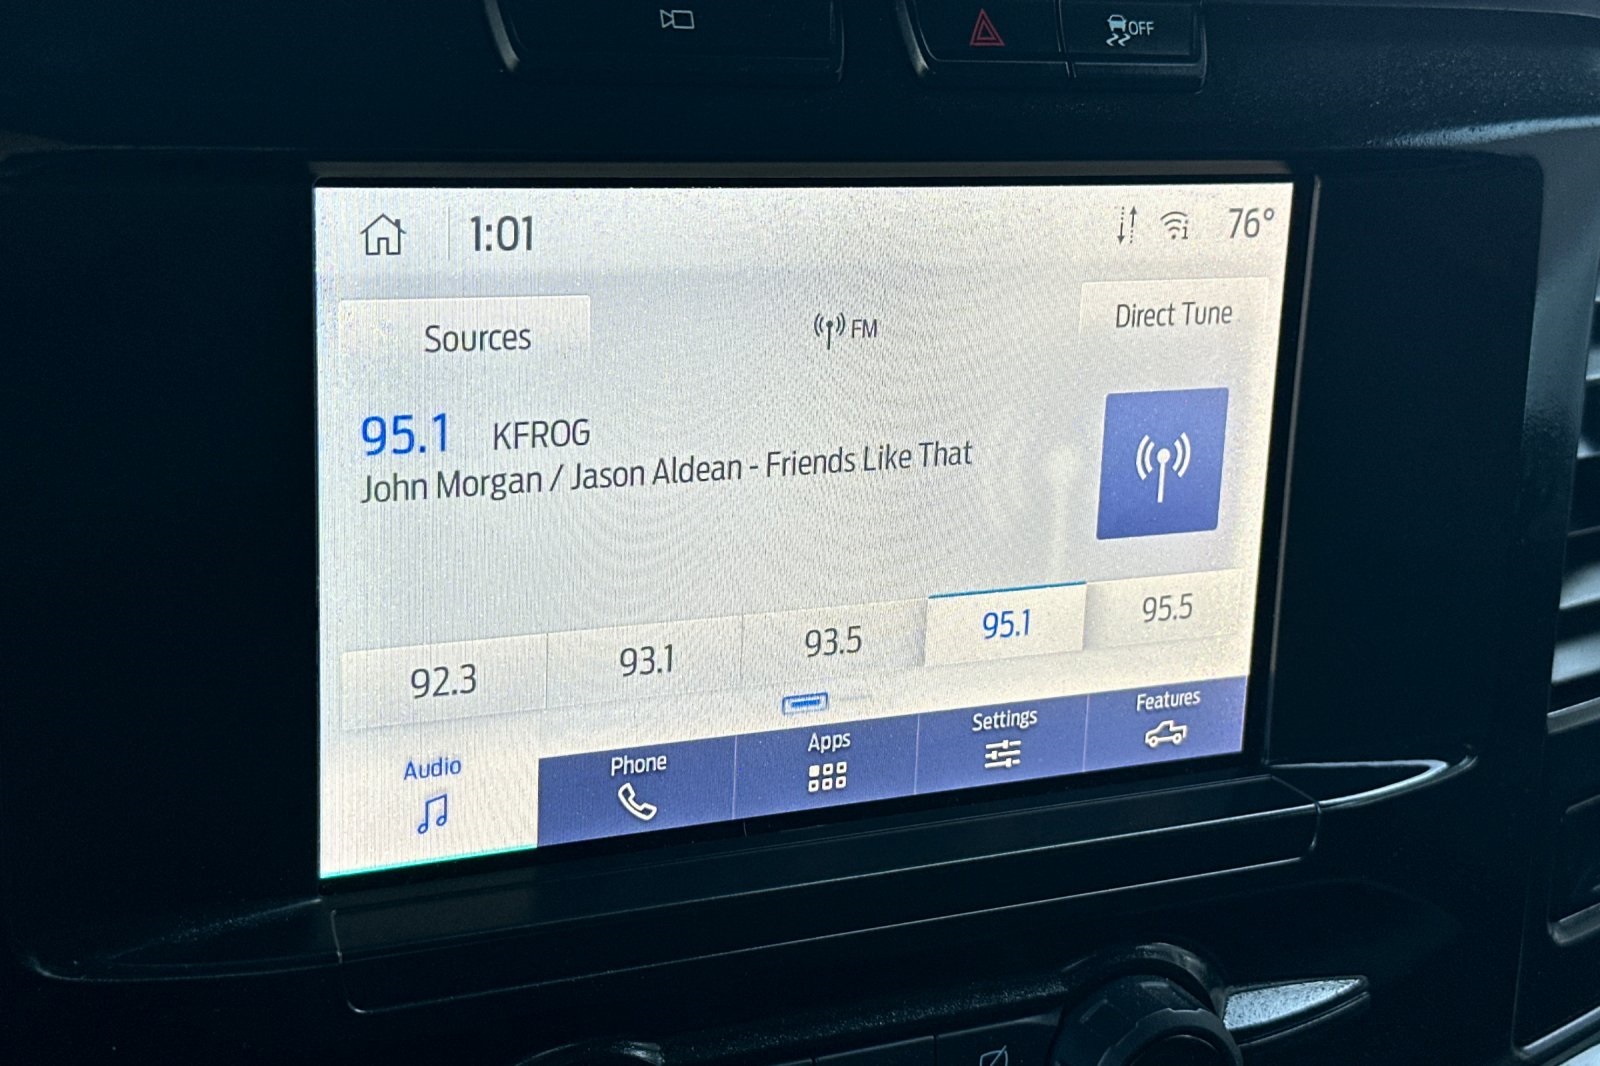 OFF
1:01
76°
Sources
FM
Direct Tune
95.1 KFROG
John Morgan / Jason Aldean - Friends Like That
92.3
93.1
93.5
95.1
95.5
Audio
Phone
Apps
Settings
Features